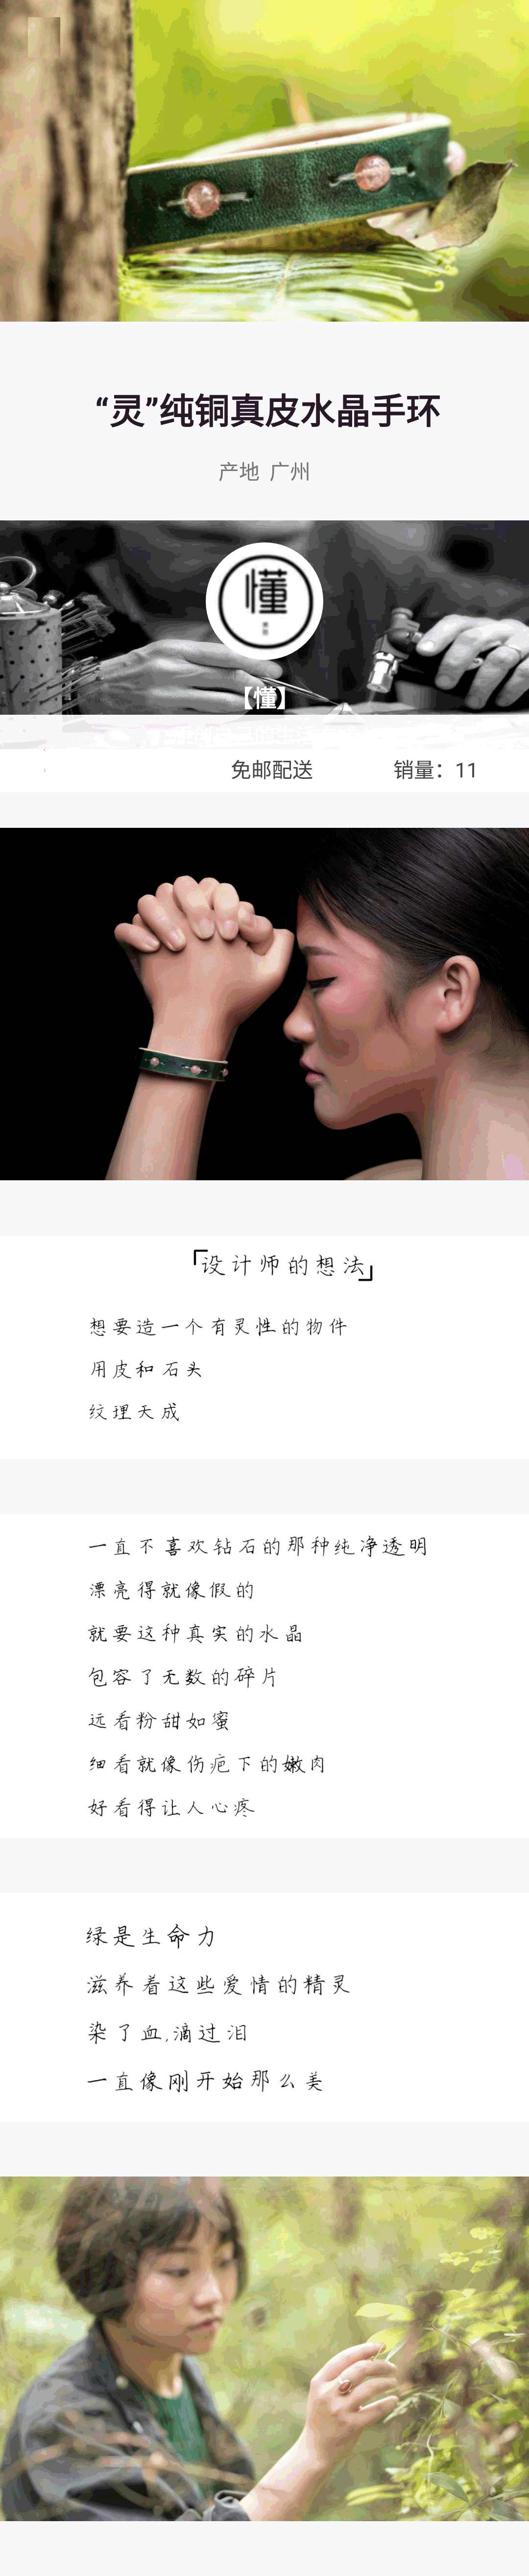 “灵”纯铜真皮水晶手环
产地 广州
懂
【懂】
免邮配送
销量：11
「设计师的想法」
想要造一个有灵性的物件
用皮和石头
纹理天成
一直不喜欢钻石的那种纯净透明
漂亮得就像假的
就要这种真实的水晶
包容了无数的碎片
远看粉甜如蜜
细看就像伤疤下的嫩肉
好看得让人心疼
绿是生命力
滋养着这些爱情的精灵
染了血,滴过泪
一直像刚开始那么美